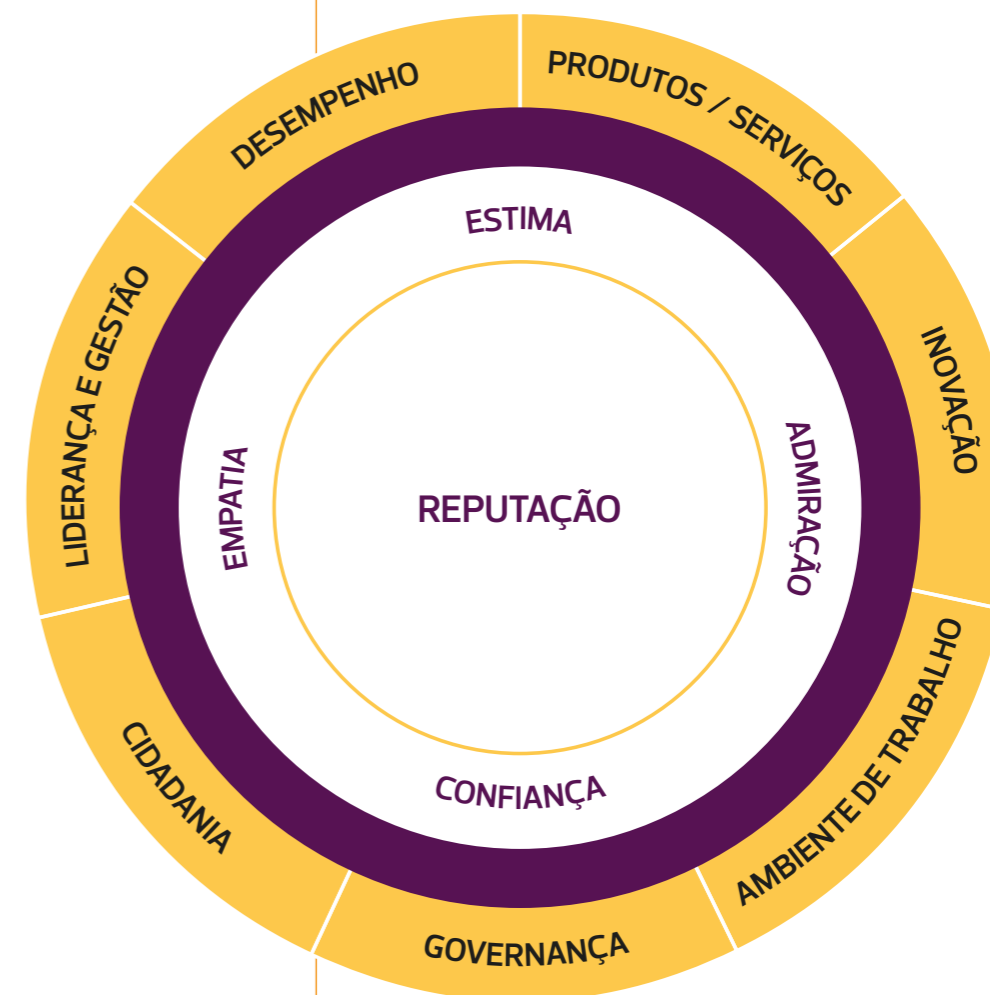 DESEMPENHO
PRODUTOS / SERVIÇOS
INOVAÇÃO
AMBIENTE DE TRABALHO
GOVERNANÇA
CIDADANIA
LIDERANÇA E GESTÃO
ESTIMA
ADMIRAÇÃO
CONFIANÇA
EMPATIA
REPUTAÇÃO